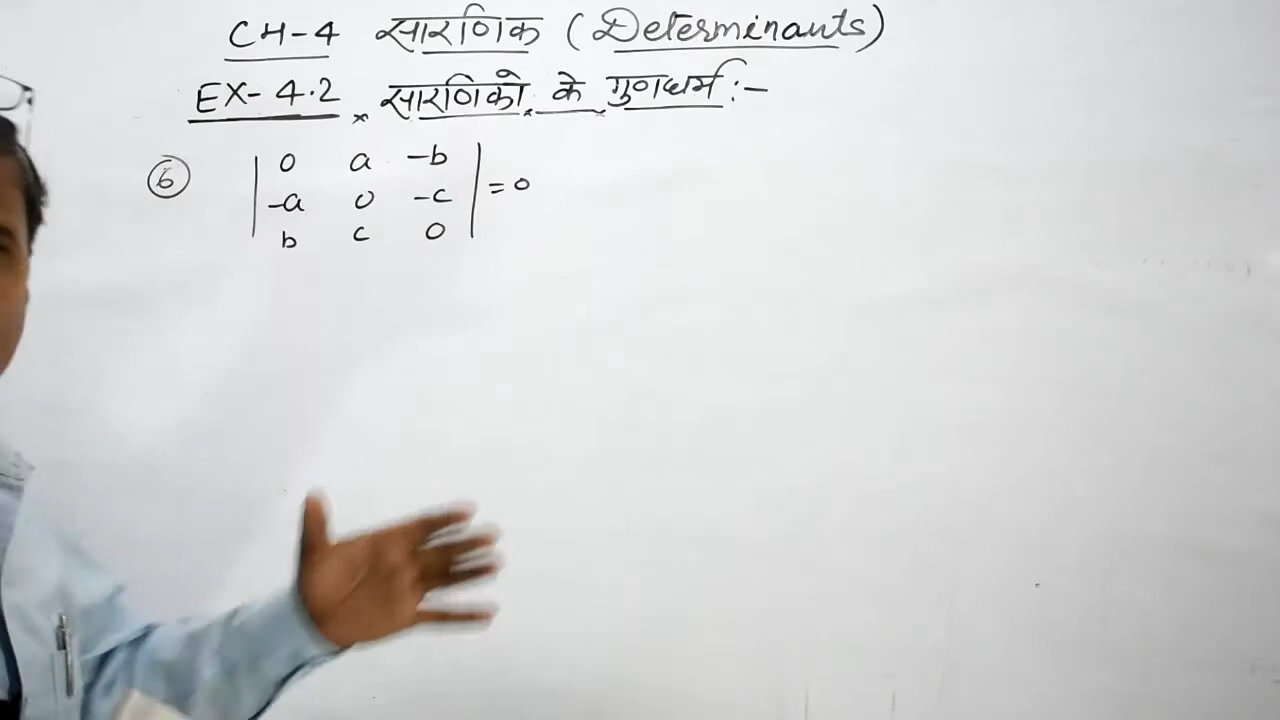 CH-4 सारणिक (Determinants)
EX-4.2 सारणिको के गुणधर्म :-
6 | 0 a -b |
| -a 0 -c | = 0
| b c 0 |